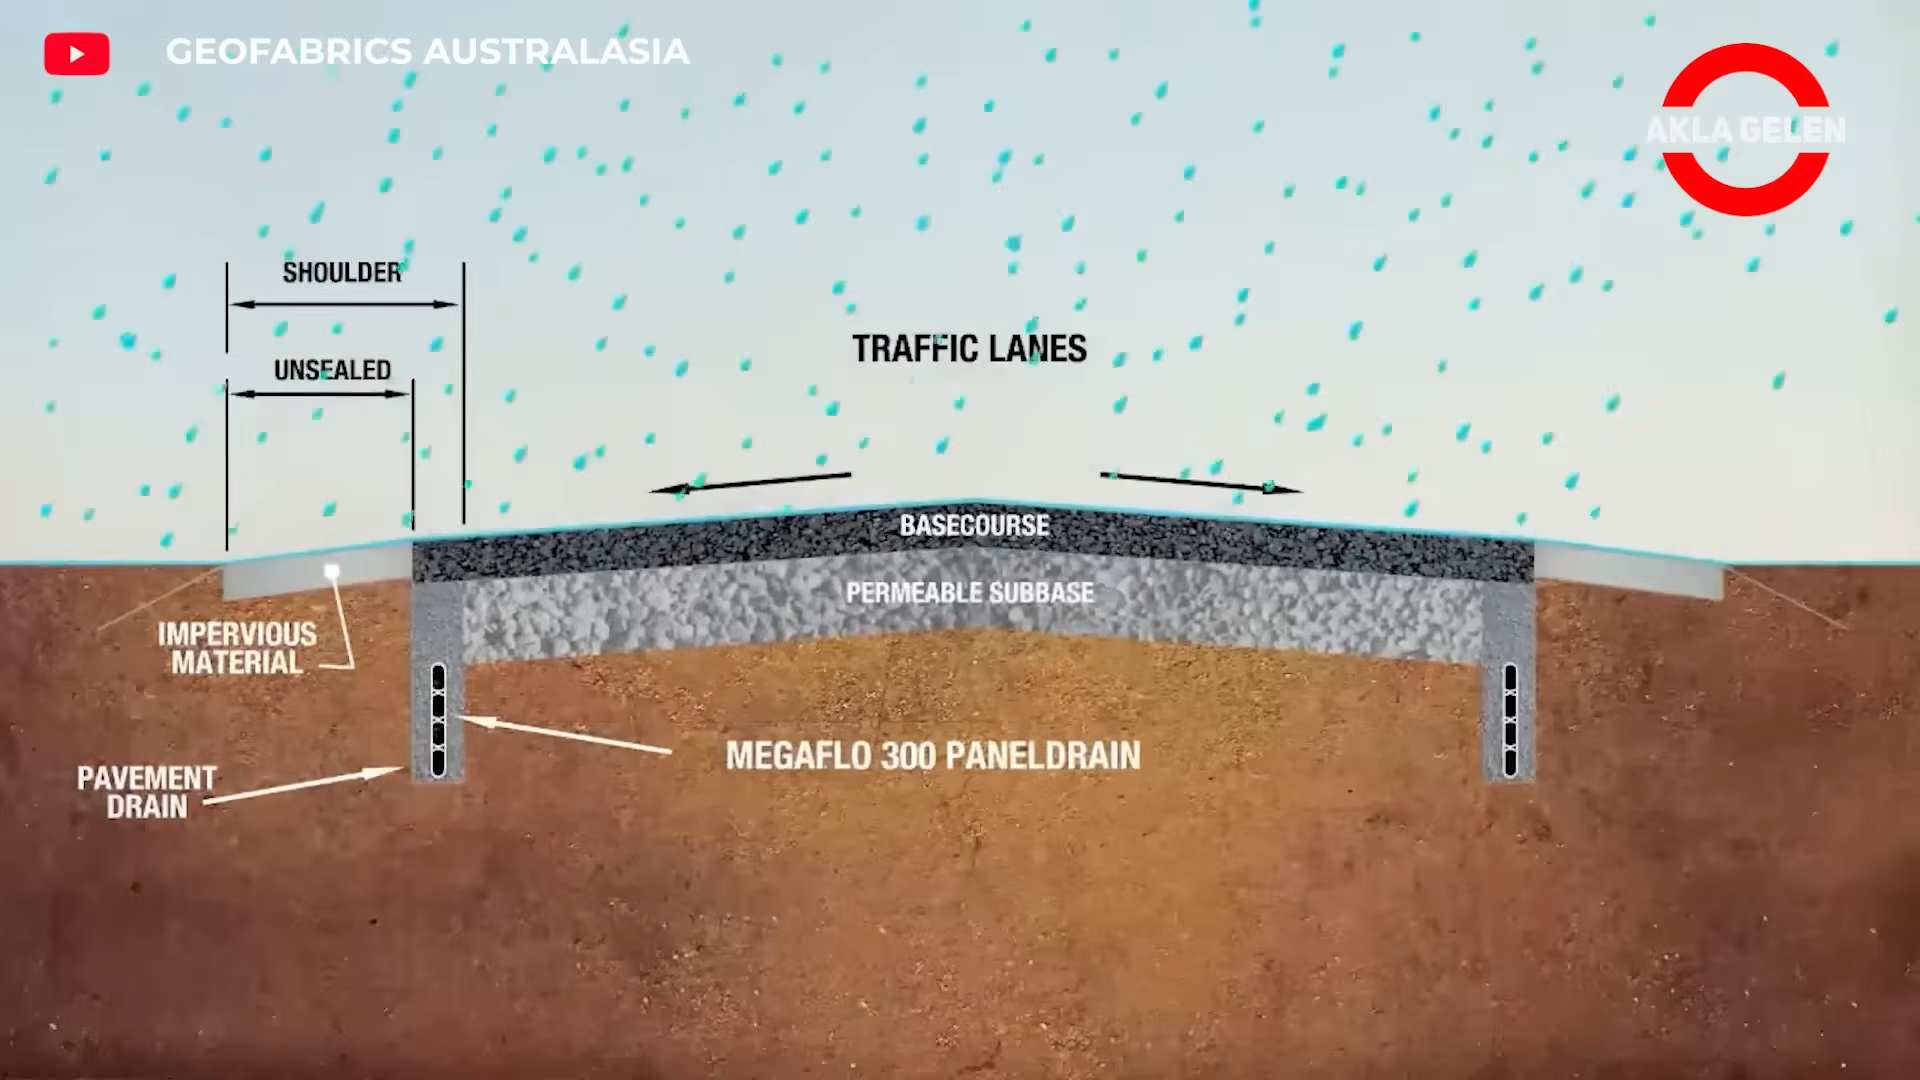 GEOFABRICS AUSTRALASIA
AKLA GELEN
SHOULDER
UNSEALED
TRAFFIC LANES
BASECOURSE
PERMEABLE SUBBASE
IMPERVIOUS
MATERIAL
MEGAFLO 300 PANELDRAIN
PAVEMENT
DRAIN